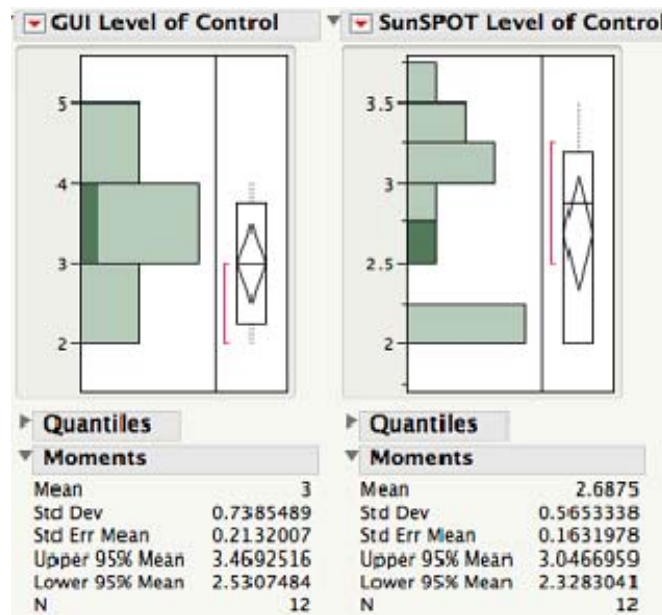 GUI Level of Control
5
4
3
2
Quantiles
Moments
Mean 3
Std Dev 0.7385489
Std Err Mean 0.2132007
Upper 95% Mean 3.4692516
Lower 95% Mean 2.5307484
N 12
SunSPOT Level of Control
3.5
3
2.5
2
Quantiles
Moments
Mean 2.6875
Std Dev 0.5653338
Std Err Mean 0.1631978
Upper 95% Mean 3.0466959
Lower 95% Mean 2.3283041
N 12